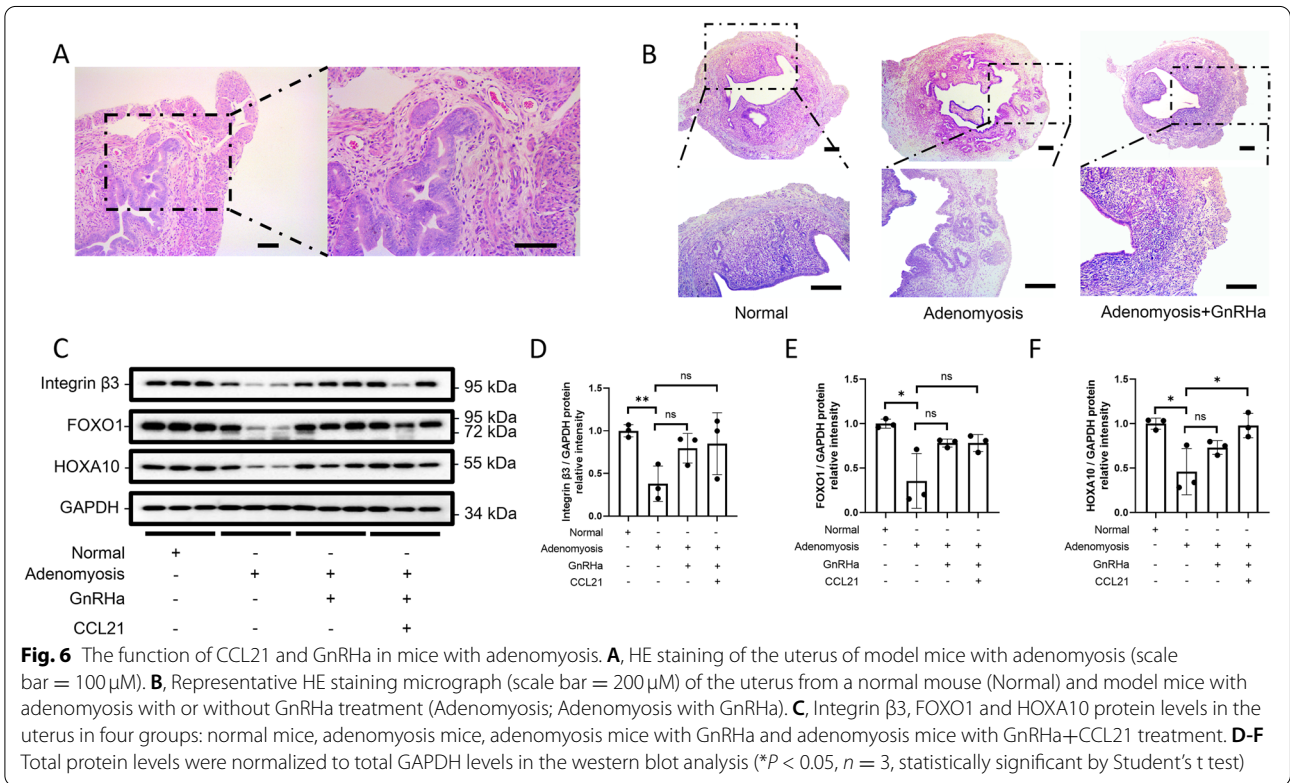 A
B
Normal
Adenomyosis
Adenomyosis+GnRHa
C
Integrin β3
95 kDa
FOXO1
95 kDa
72 kDa
HOXA10
55 kDa
GAPDH
34 kDa
Normal + - - -
Adenomyosis - + + +
GnRHa - - + +
CCL21 - - - +
D
Integrin β3 / GAPDH protein
relative intensity
1.5
1.0
0.5
0.0
ns
**
ns
Normal + - - -
Adenomyosis - + + +
GnRHa - - + +
CCL21 - - - +
E
FOXO1 / GAPDH protein
relative intensity
1.5
1.0
0.5
0.0
ns
*
ns
Normal + - - -
Adenomyosis - + + +
GnRHa - - + +
CCL21 - - - +
F
HOXA10 / GAPDH protein
relative intensity
1.5
1.0
0.5
0.0
*
*
ns
Normal + - - -
Adenomyosis - + + +
GnRHa - - + +
CCL21 - - - +
Fig. 6 The function of CCL21 and GnRHa in mice with adenomyosis. A, HE staining of the uterus of model mice with adenomyosis (scale
bar = 100 μM). B, Representative HE staining micrograph (scale bar = 200 μM) of the uterus from a normal mouse (Normal) and model mice with
adenomyosis with or without GnRHa treatment (Adenomyosis; Adenomyosis with GnRHa). C, Integrin β3, FOXO1 and HOXA10 protein levels in the
uterus in four groups: normal mice, adenomyosis mice, adenomyosis mice with GnRHa and adenomyosis mice with GnRHa+CCL21 treatment. D-F
Total protein levels were normalized to total GAPDH levels in the western blot analysis (*P < 0.05, n = 3, statistically significant by Student's t test)